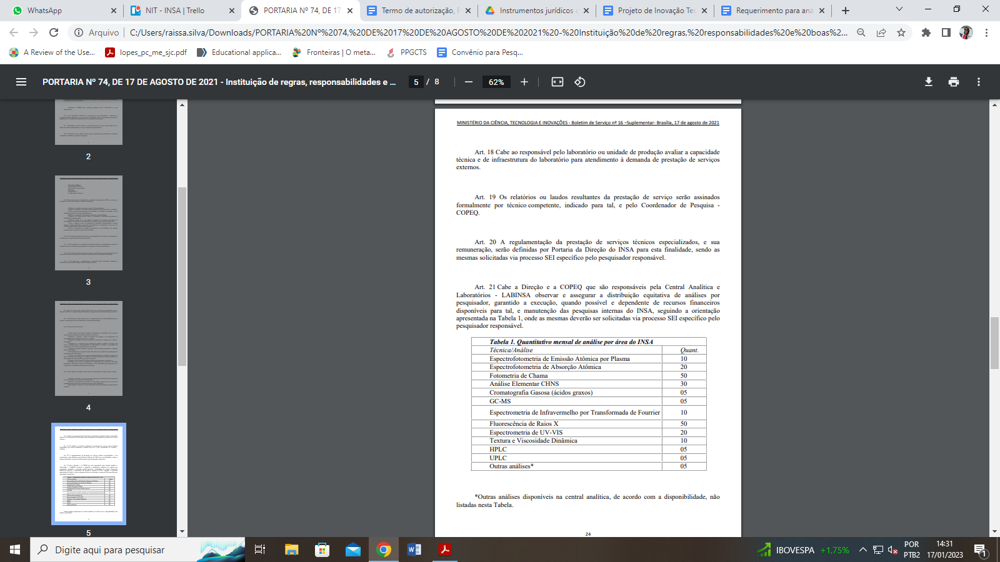 WhatsApp
NIT - INSA | Trello
PORTARIA Nº 74, DE 17
Termo de autorização,
Instrumentos jurídicos
Projeto de Inovação Tec
Requerimento para aná
Arquivo
C:/Users/raissa.silva/Downloads/PORTARIA%20Nº%2074,%20DE%2017%20DE%20AGOSTO%20DE%202021%20-%20Instituição%20de%20regras,%20responsabilidades%20e%20boas%20...
A Review of the Use...
lopes_pc_me_sjc.pdf
Educational applica...
Fronteiras | O meta...
PPGCTS
Convênio para Pesq...
PORTARIA Nº 74, DE 17 DE AGOSTO DE 2021 - Instituição de regras, responsabilidades e ...
5 / 8
62%
2
3
4
5
MINISTÉRIO DA CIÊNCIA, TECNOLOGIA E INOVAÇÕES - Boletim de Serviço nº 16 –Suplementar- Brasília, 17 de agosto de 2021
Art. 18 Cabe ao responsável pelo laboratório ou unidade de produção avaliar a capacidade
técnica e de infraestrutura do laboratório para atendimento à demanda de prestação de serviços
externos.
Art. 19 Os relatórios ou laudos resultantes da prestação de serviço serão assinados
formalmente por técnico competente, indicado para tal, e pelo Coordenador de Pesquisa -
COPEQ.
Art. 20 A regulamentação da prestação de serviços técnicos especializados, e sua
remuneração, serão definidas por Portaria da Direção do INSA para esta finalidade, sendo as
mesmas solicitadas via processo SEI específico pelo pesquisador responsável.
Art. 21 Cabe a Direção e a COPEQ que são responsáveis pela Central Analítica e
Laboratórios - LABINSA observar e assegurar a distribuição equitativa de análises por
pesquisador, garantido a execução, quando possível e dependente de recursos financeiros
disponíveis para tal, e manutenção das pesquisas internas do INSA, seguindo a orientação
apresentada na Tabela 1, onde as mesmas deverão ser solicitadas via processo SEI específico pelo
pesquisador responsável.
Tabela 1. Quantitativo mensal de análise por área do INSA
Técnica/Análise Quant.
Espectrofotometria de Emissão Atômica por Plasma 10
Espectrofotometria de Absorção Atômica 20
Fotometria de Chama 50
Análise Elementar CHNS 30
Cromatografia Gasosa (ácidos graxos) 05
GC-MS 05
Espectrometria de Infravermelho por Transformada de Fourrier 10
Fluorescência de Raios X 50
Espectrometria de UV-VIS 20
Textura e Viscosidade Dinâmica 10
HPLC 05
UPLC 05
Outras análises* 05
*Outras análises disponíveis na central analítica, de acordo com a disponibilidade, não
listadas nesta Tabela.
24
Digite aqui para pesquisar
IBOVESPA +1,75%
POR
PTB2
14:31
17/01/2023
1